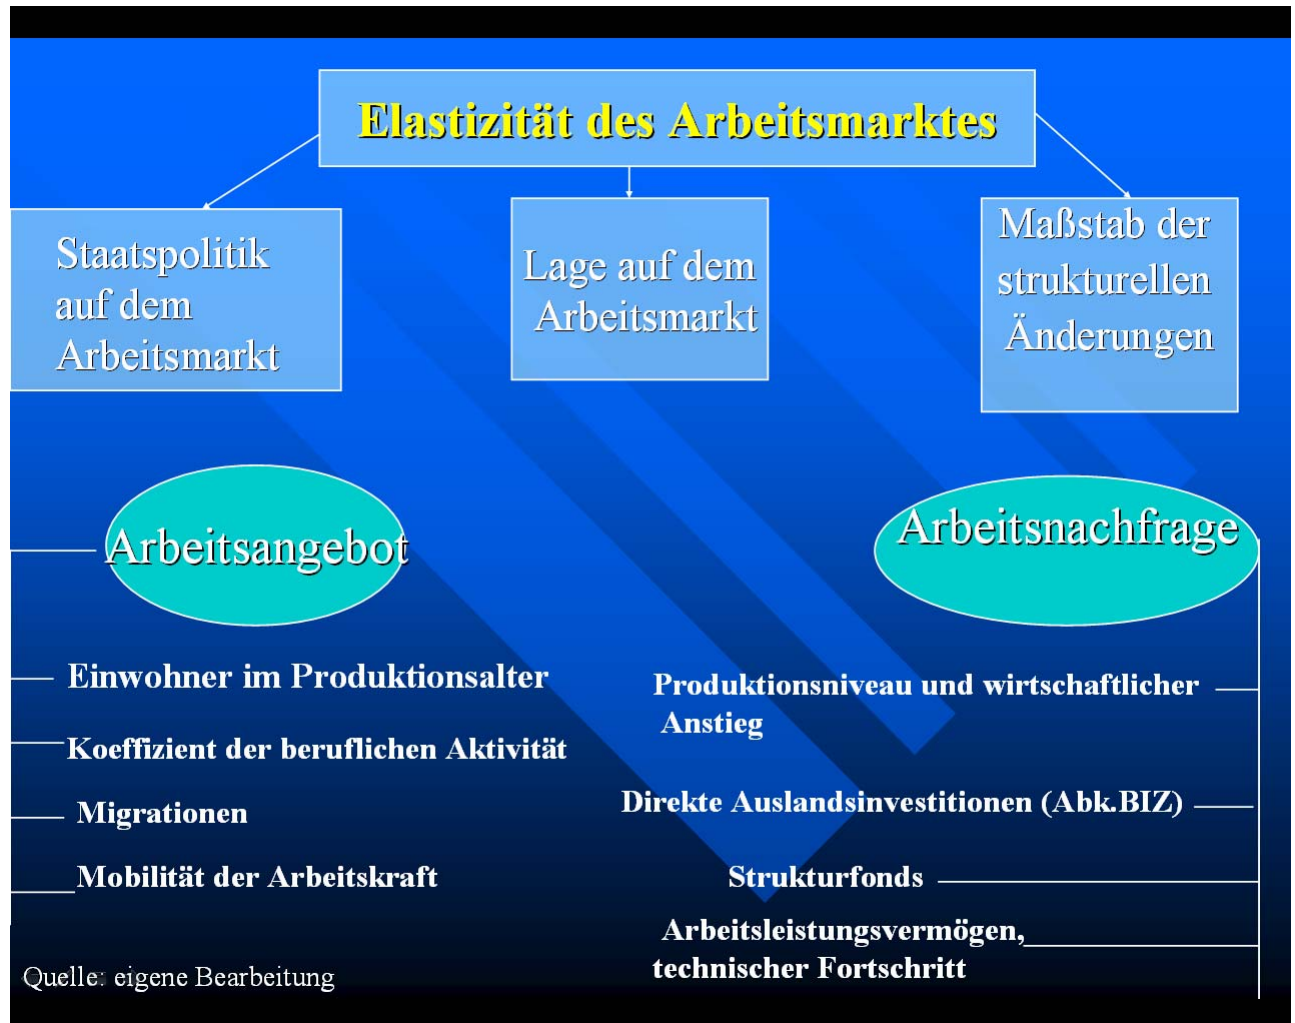 Elastizität des Arbeitsmarktes
Staatspolitik
auf dem
Arbeitsmarkt
Lage auf dem
Arbeitsmarkt
Maßstab der
strukturellen
Änderungen
Arbeitsangebot
Einwohner im Produktionsalter
Koeffizient der beruflichen Aktivität
Migrationen
Mobilität der Arbeitskraft
Arbeitsnachfrage
Produktionsniveau und wirtschaftlicher
Anstieg
Direkte Auslandsinvestitionen (Abk.BIZ)
Strukturfonds
Arbeitsleistungsvermögen,
technischer Fortschritt
Quelle: eigene Bearbeitung